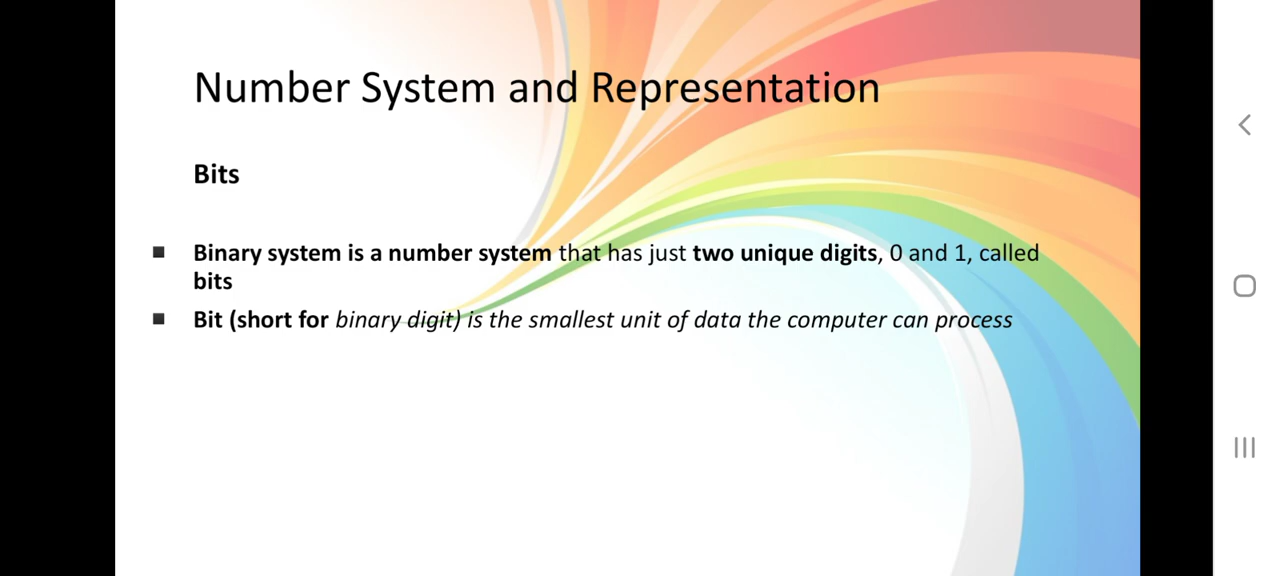 Number System and Representation
Bits
Binary system is a number system that has just two unique digits, 0 and 1, called
bits
Bit (short for binary digit) is the smallest unit of data the computer can process